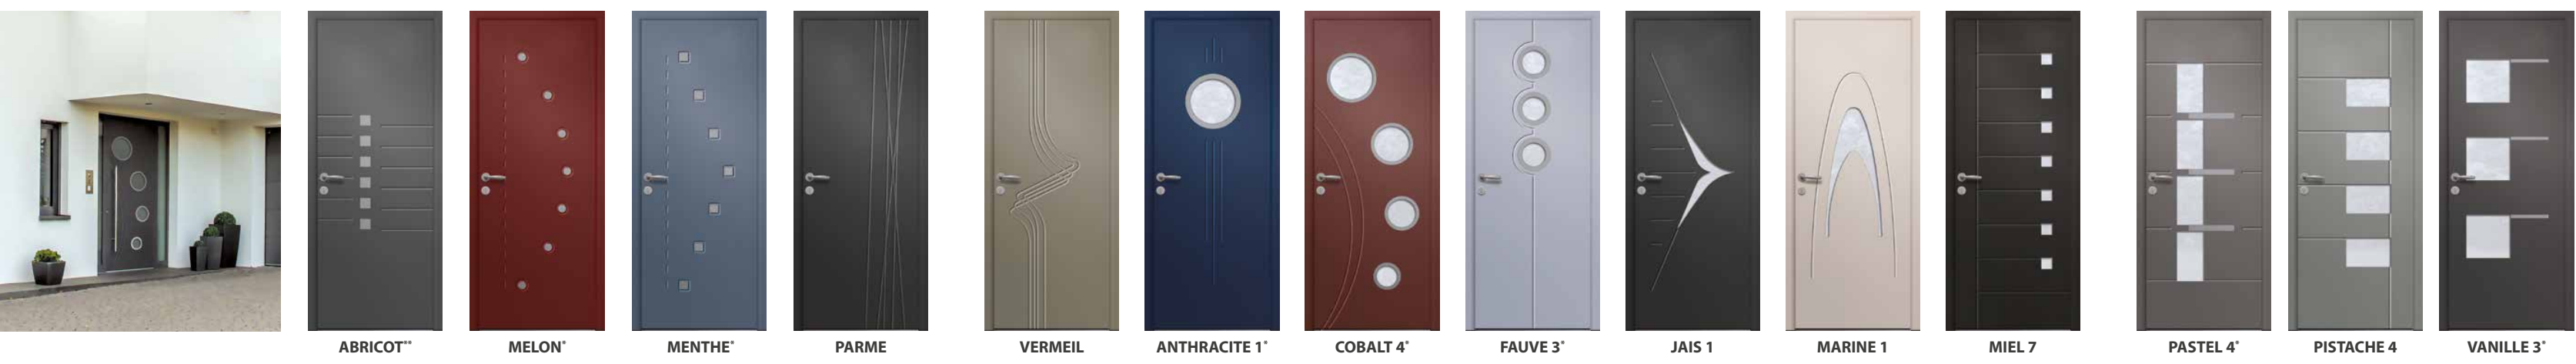 ABRICOT**
MELON*
MENTHE*
PARME
VERMEIL
ANTHRACITE 1*
COBALT 4*
FAUVE 3*
JAIS 1
MARINE 1
MIEL 7
PASTEL 4*
PISTACHE 4
VANILLE 3*